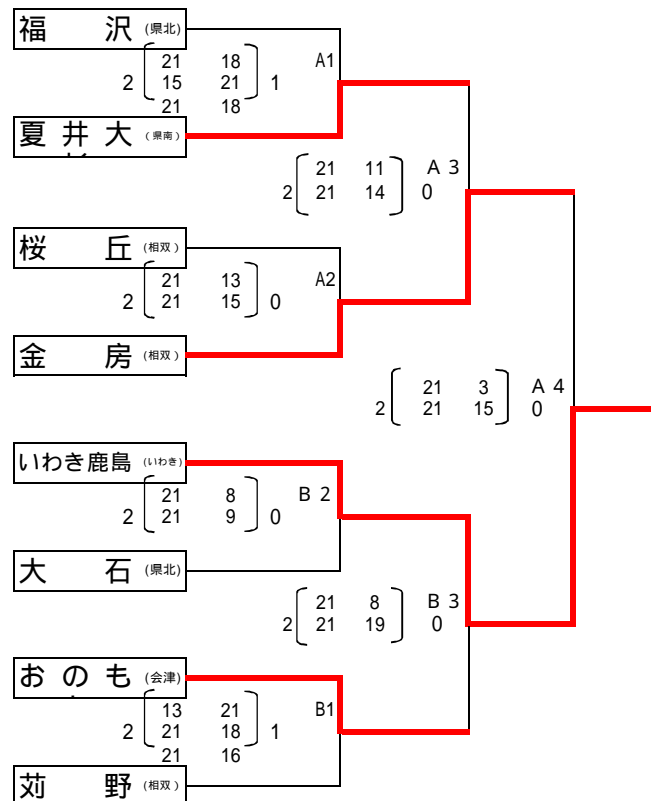 福 沢 (県北)
A1
21 18
2 15 21 1
21 18
夏 井 大 (県南)
21 11 A 3
2 21 14 0
桜 丘 (相双)
A2
21 13
2 21 15 0
金 房 (相双)
21 3 A 4
2 21 15 0
いわき鹿島 (いわき)
21 8 B 2
2 21 9 0
大 石 (県北)
21 8 B 3
2 21 19 0
お の も (会津)
B1
13 21
2 21 18 1
21 16
苅 野 (相双)